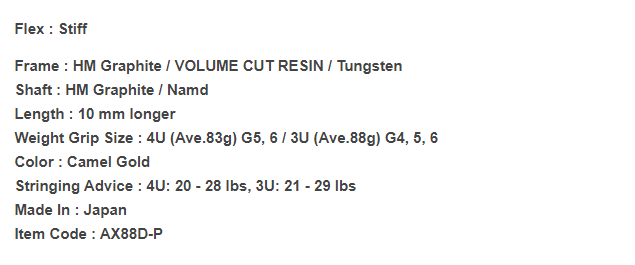 Flex : Stiff
Frame : HM Graphite / VOLUME CUT RESIN / Tungsten
Shaft : HM Graphite / Namd
Length : 10 mm longer
Weight Grip Size : 4U (Ave.83g) G5, 6 / 3U (Ave.88g) G4, 5, 6
Color : Camel Gold
Stringing Advice : 4U: 20 - 28 lbs, 3U: 21 - 29 lbs
Made In : Japan
Item Code : AX88D-P